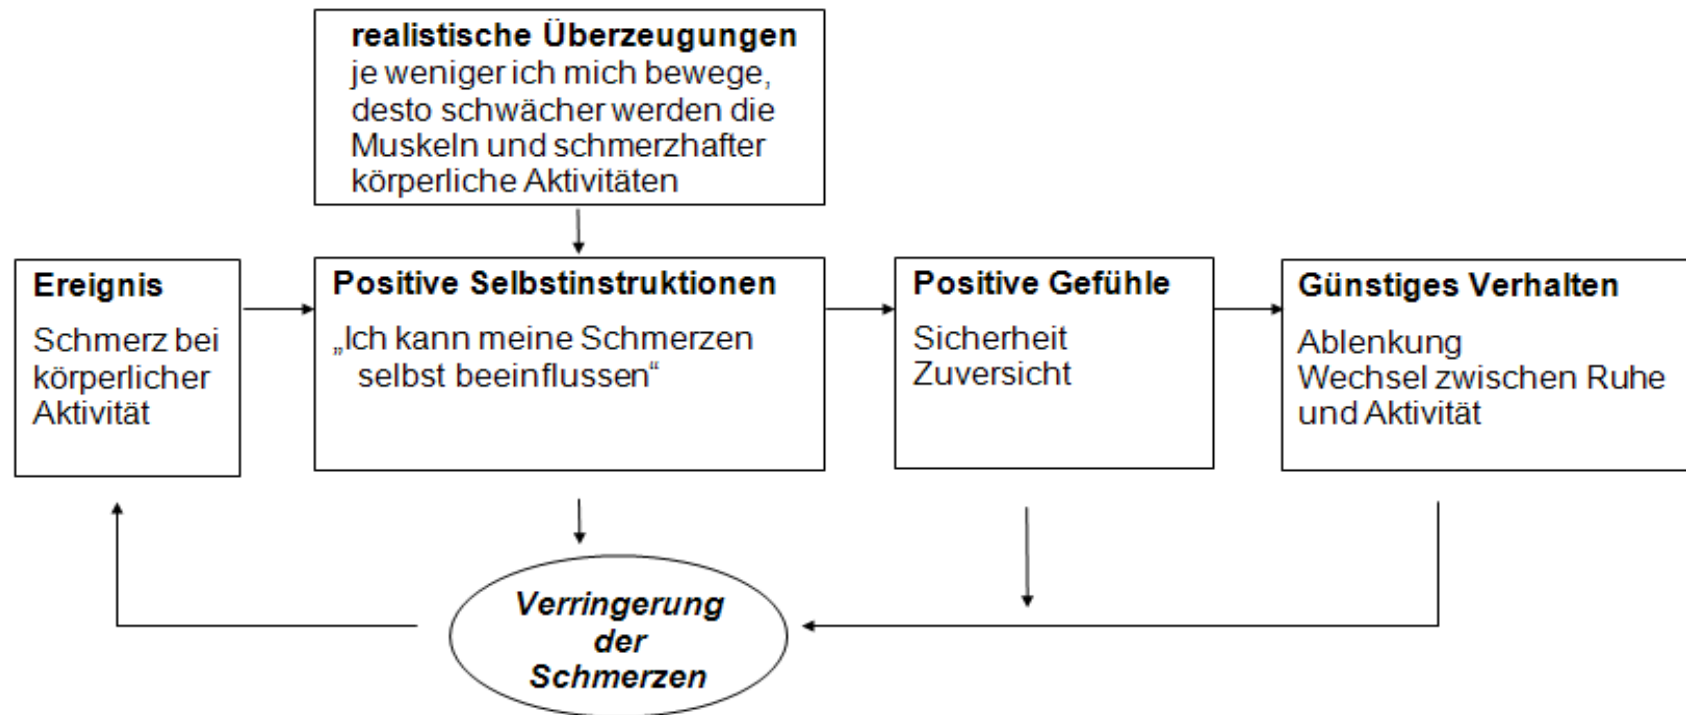 realistische Überzeugungen
je weniger ich mich bewege,
desto schwächer werden die
Muskeln und schmerzhafter
körperliche Aktivitäten
Ereignis
Schmerz bei
körperlicher
Aktivität
Positive Selbstinstruktionen
„Ich kann meine Schmerzen
selbst beeinflussen“
Positive Gefühle
Sicherheit
Zuversicht
Günstiges Verhalten
Ablenkung
Wechsel zwischen Ruhe
und Aktivität
Verringerung
der
Schmerzen